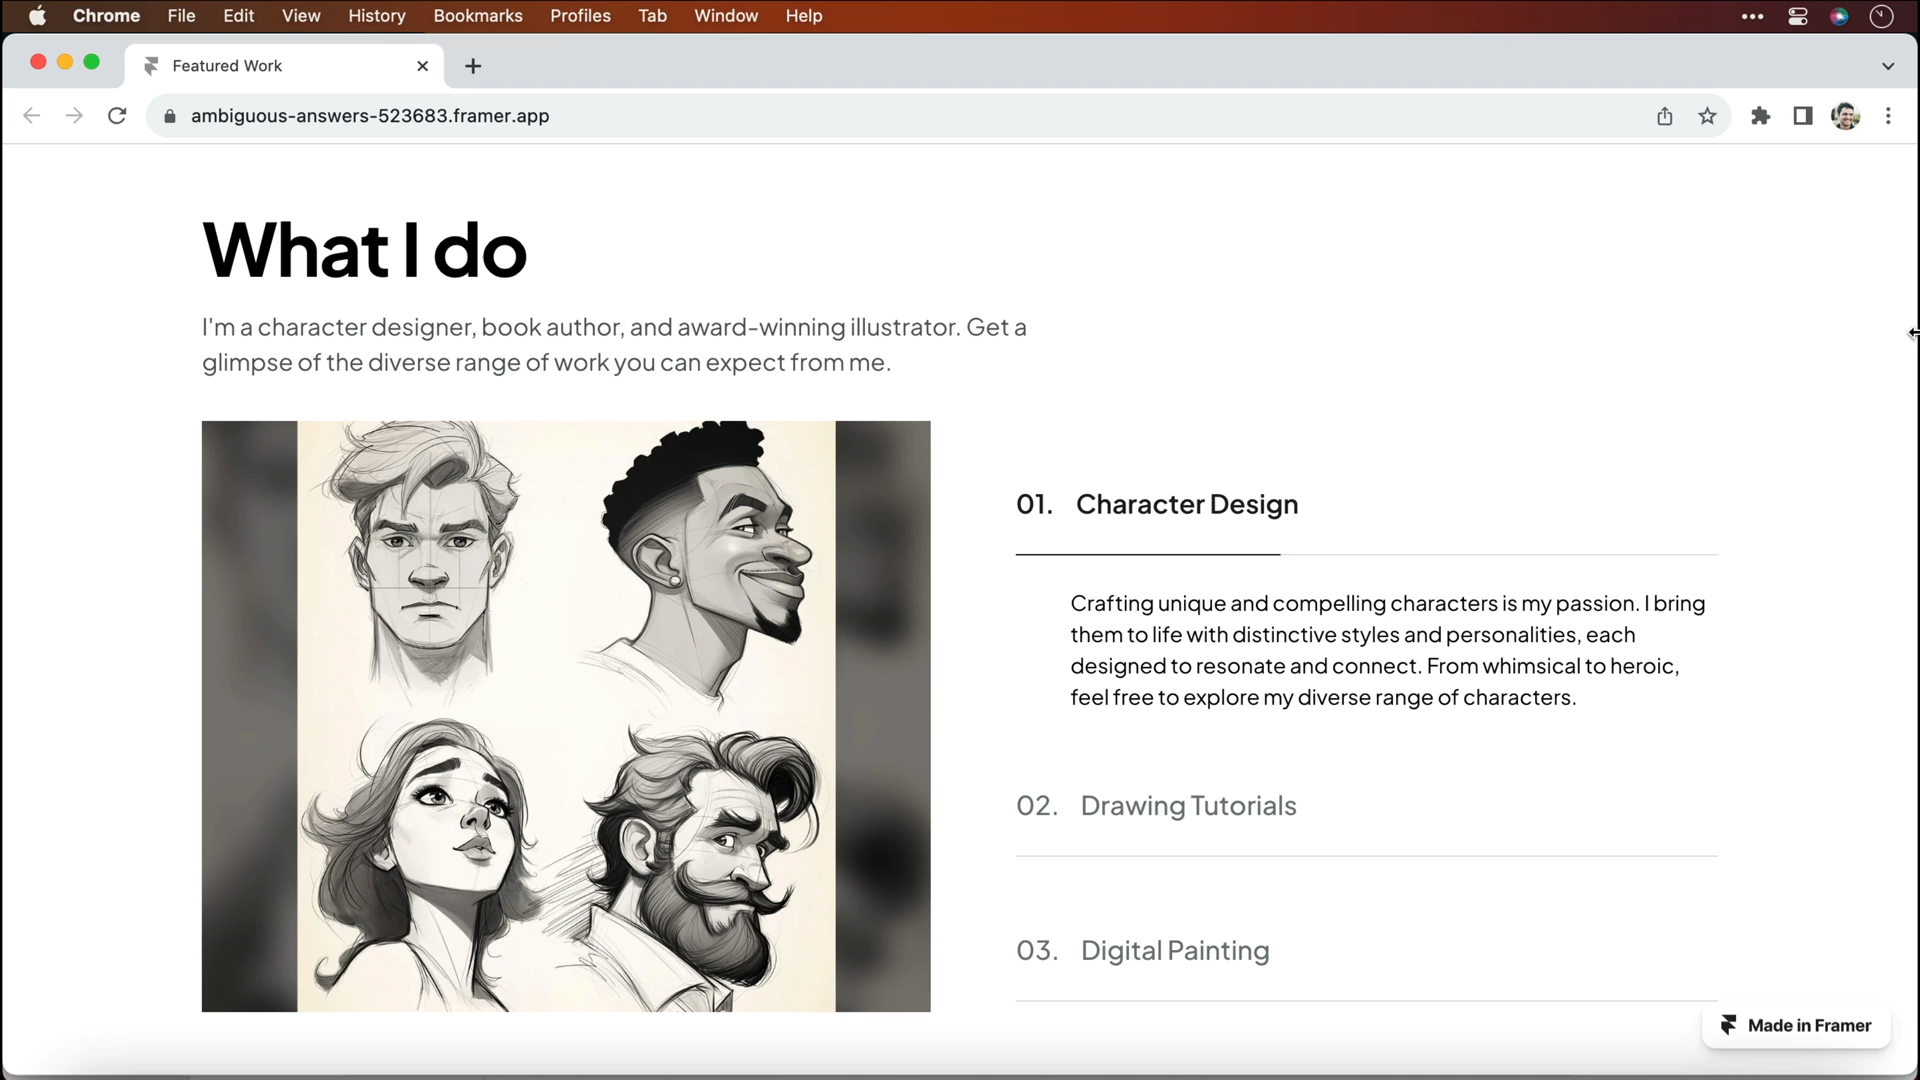 Chrome File Edit View History Bookmarks Profiles Tab Window Help
Featured Work
ambiguous-answers-523683.framer.app
What I do
I'm a character designer, book author, and award-winning illustrator. Get a
glimpse of the diverse range of work you can expect from me.
01. Character Design
Crafting unique and compelling characters is my passion. I bring
them to life with distinctive styles and personalities, each
designed to resonate and connect. From whimsical to heroic,
feel free to explore my diverse range of characters.
02. Drawing Tutorials
03. Digital Painting
Made in Framer